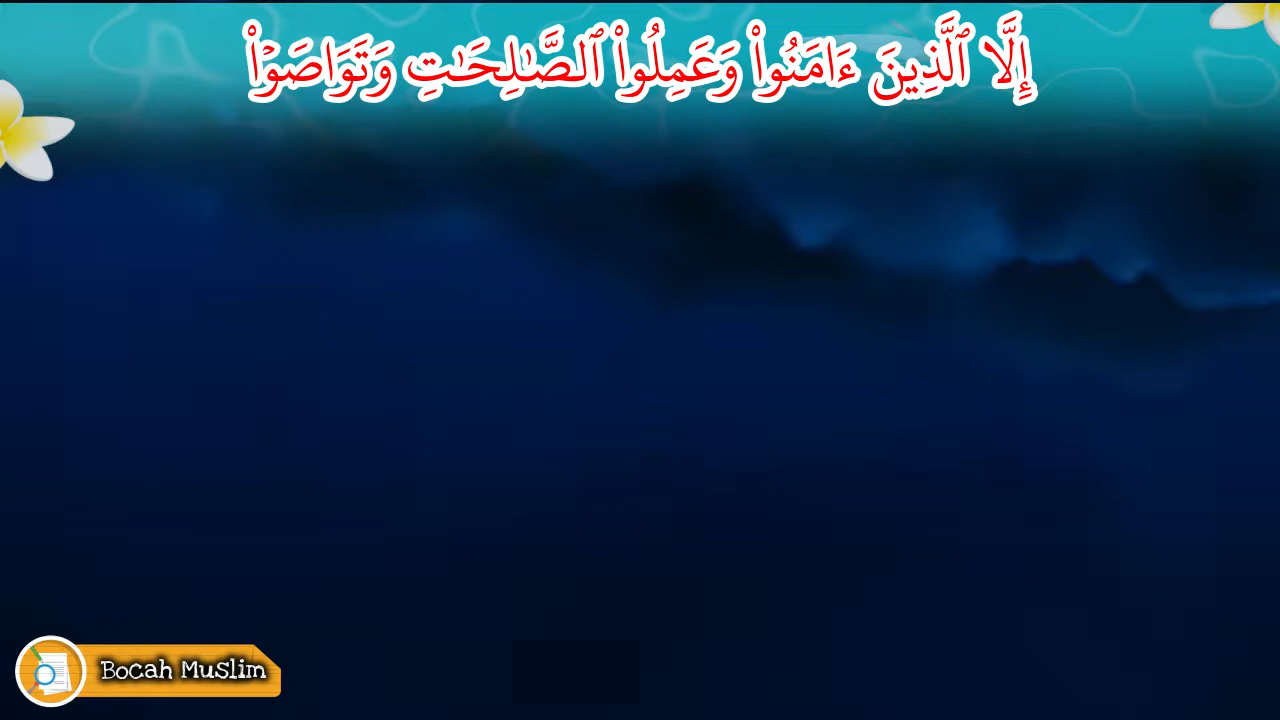 إِلَّا ٱلَّذِينَ ءَامَنُوا۟ وَعَمِلُوا۟ ٱلصَّـٰلِحَـٰتِ وَتَوَاصَوْا۟
Bocah Muslim